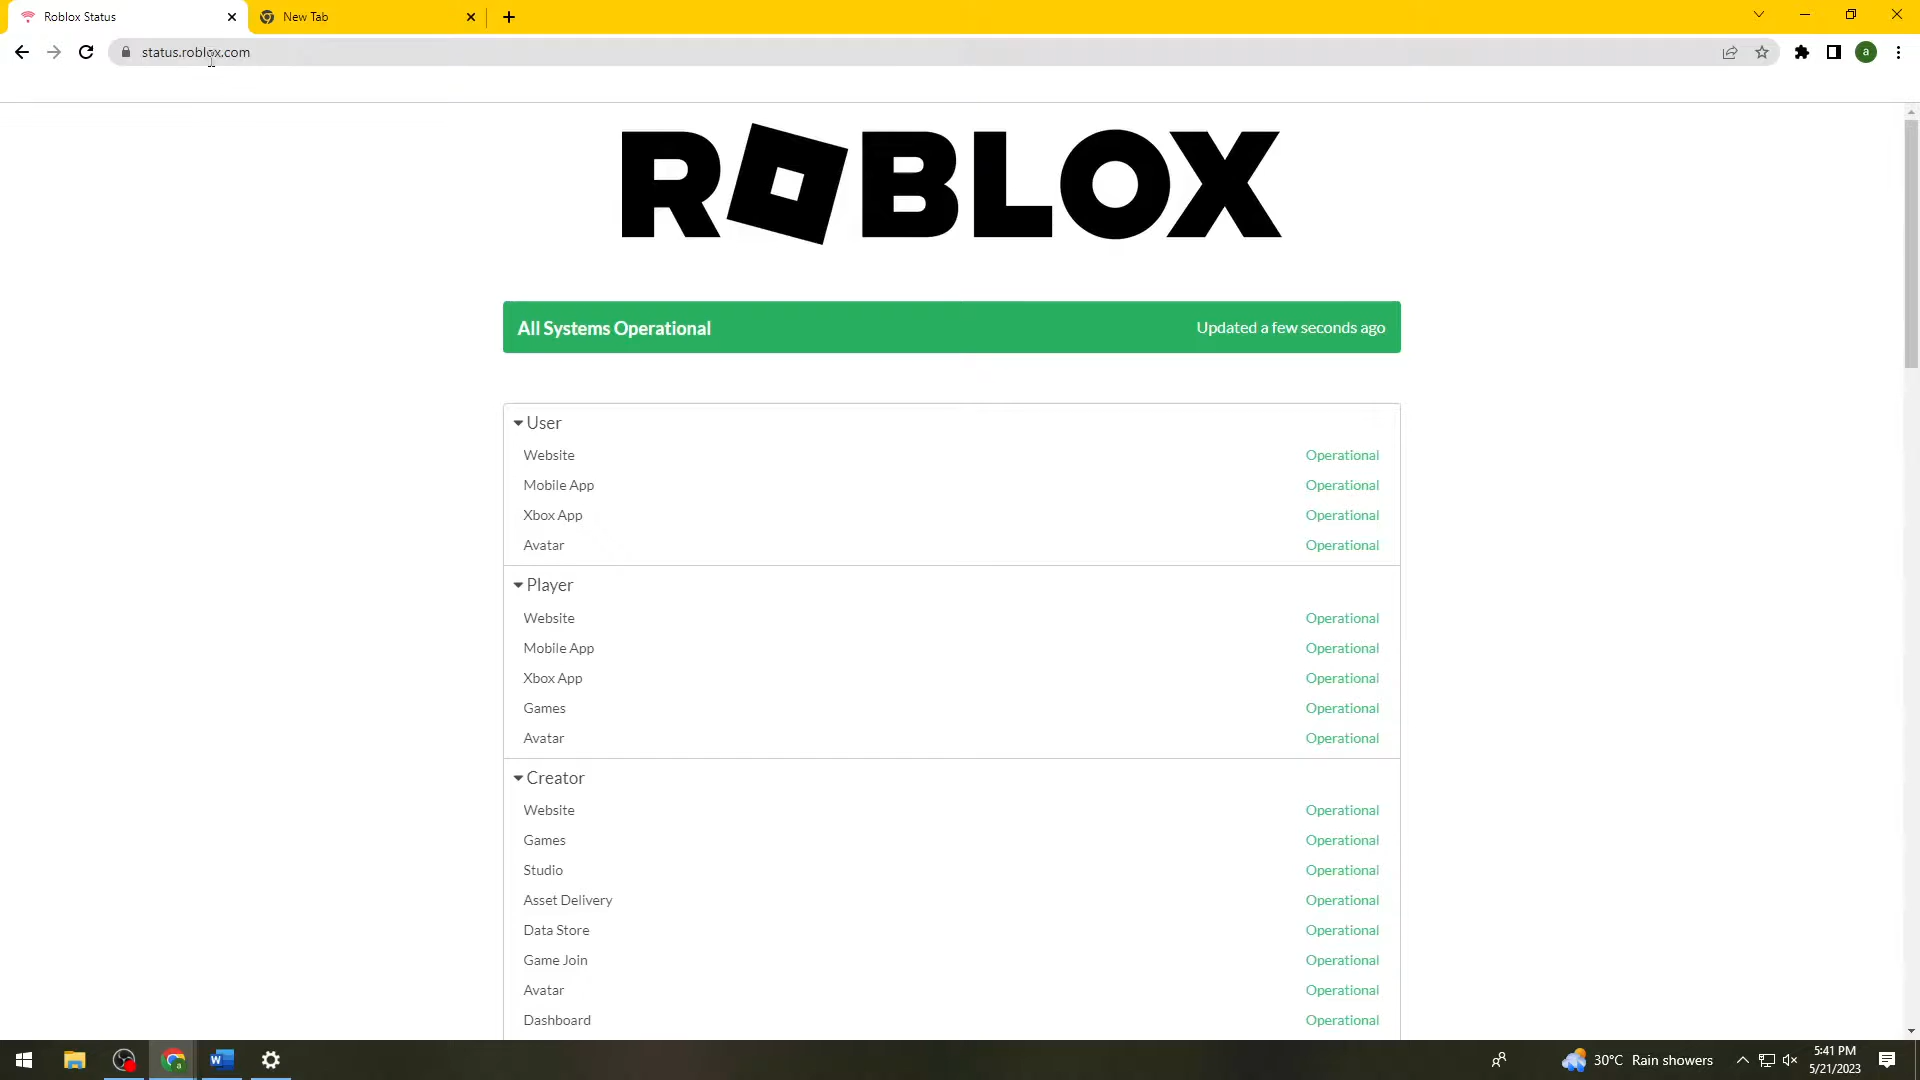 Roblox Status
New Tab
status.roblox.com
a
ROBLOX
All Systems Operational
Updated a few seconds ago
User
Website Operational
Mobile App Operational
Xbox App Operational
Avatar Operational
Player
Website Operational
Mobile App Operational
Xbox App Operational
Games Operational
Avatar Operational
Creator
Website Operational
Games Operational
Studio Operational
Asset Delivery Operational
Data Store Operational
Game Join Operational
Avatar Operational
Dashboard Operational
30°C Rain showers
5:41 PM
5/21/2023